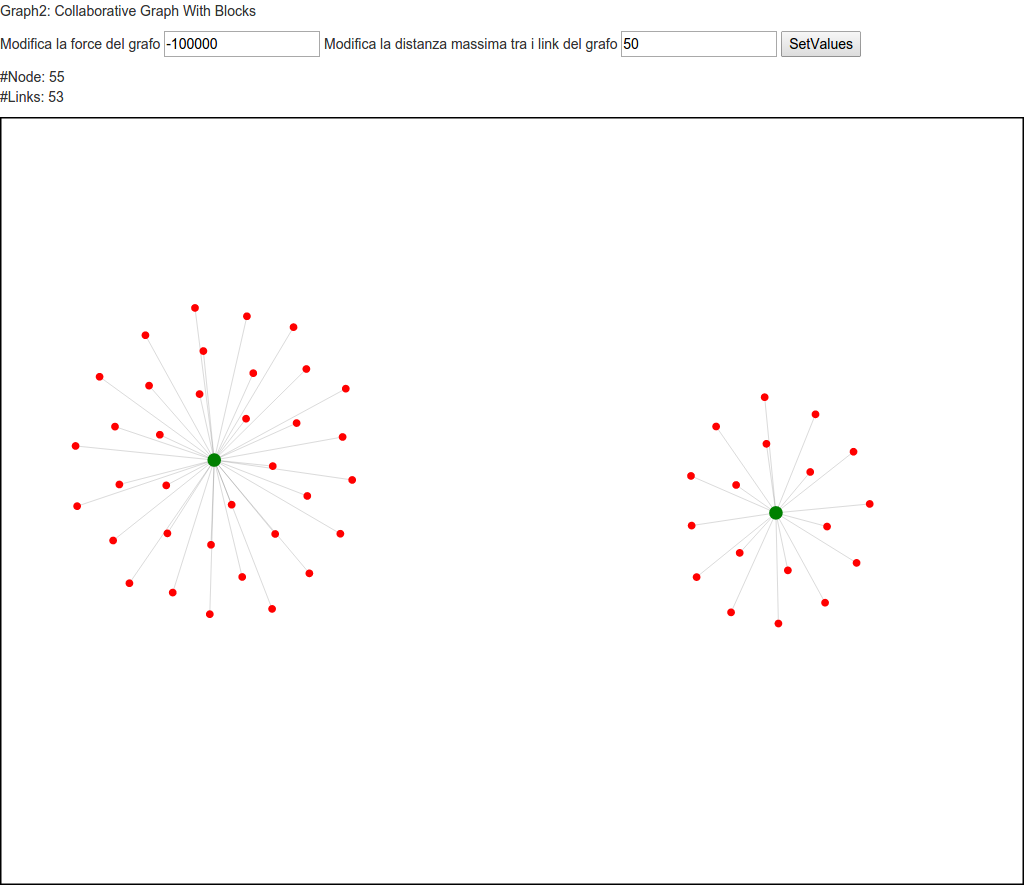 Graph2: Collaborative Graph With Blocks
Modifica la force del grafo -100000 Modifica la distanza massima tra i link del grafo 50 SetValues
#Node: 55
#Links: 53